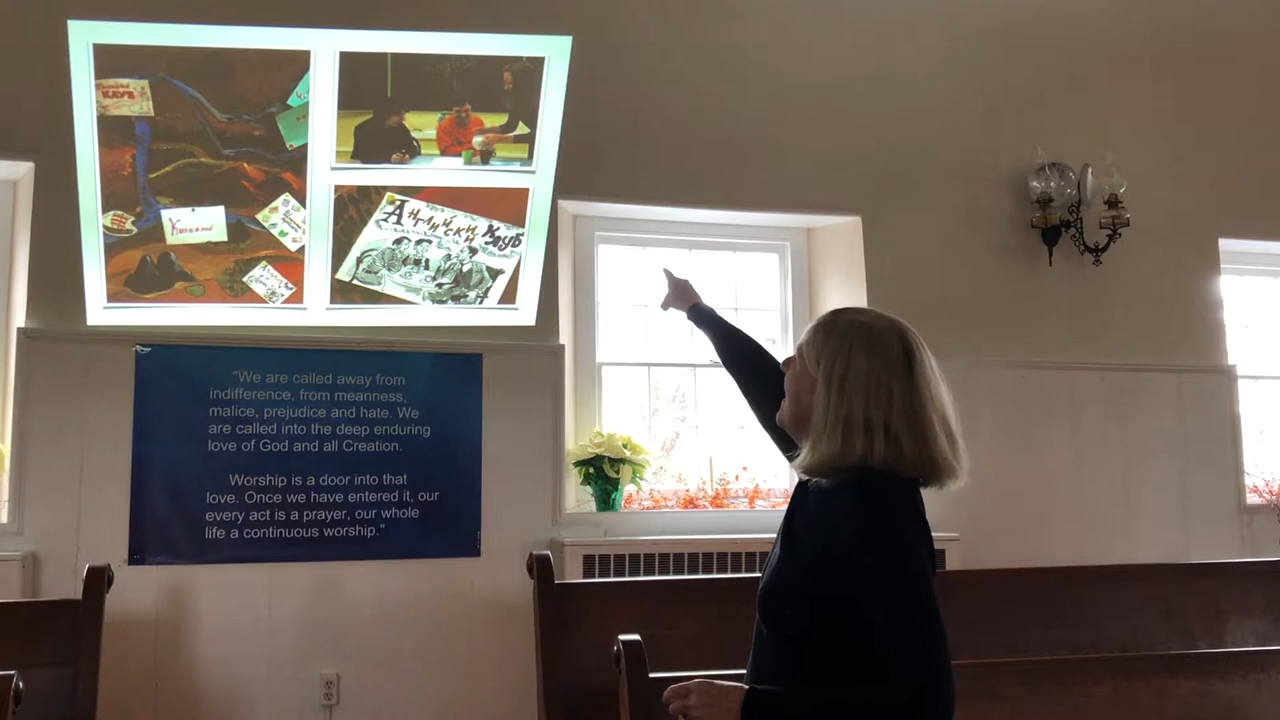 КЛУБ
Английский
Клуб
"We are called away from
indifference, from meanness,
malice, prejudice and hate. We
are called into the deep enduring
love of God and all Creation.
Worship is a door into that
love. Once we have entered it, our
every act is a prayer, our whole
life a continuous worship."